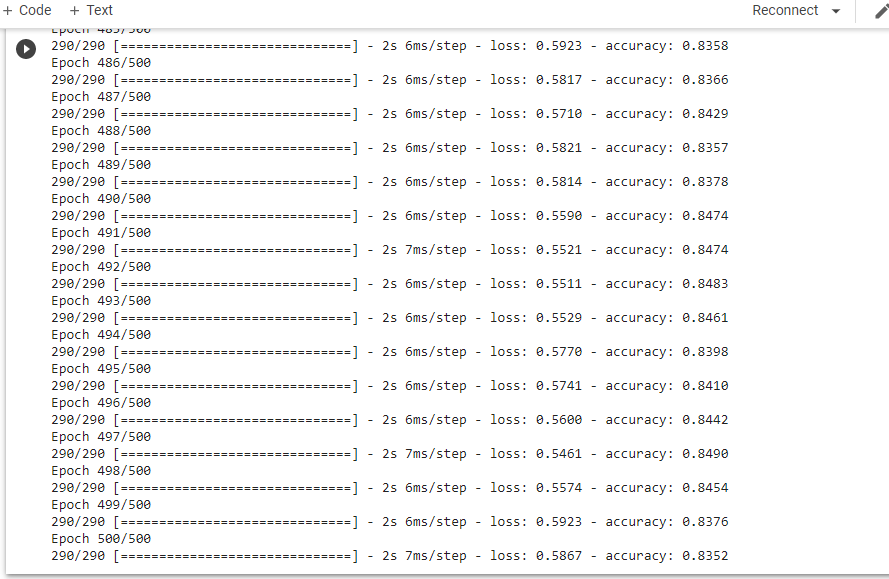 + Code + Text Reconnect
Epoch 485/500
290/290 [==============================] - 2s 6ms/step - loss: 0.5923 - accuracy: 0.8358
Epoch 486/500
290/290 [==============================] - 2s 6ms/step - loss: 0.5817 - accuracy: 0.8366
Epoch 487/500
290/290 [==============================] - 2s 6ms/step - loss: 0.5710 - accuracy: 0.8429
Epoch 488/500
290/290 [==============================] - 2s 6ms/step - loss: 0.5821 - accuracy: 0.8357
Epoch 489/500
290/290 [==============================] - 2s 6ms/step - loss: 0.5814 - accuracy: 0.8378
Epoch 490/500
290/290 [==============================] - 2s 6ms/step - loss: 0.5590 - accuracy: 0.8474
Epoch 491/500
290/290 [==============================] - 2s 7ms/step - loss: 0.5521 - accuracy: 0.8474
Epoch 492/500
290/290 [==============================] - 2s 6ms/step - loss: 0.5511 - accuracy: 0.8483
Epoch 493/500
290/290 [==============================] - 2s 6ms/step - loss: 0.5529 - accuracy: 0.8461
Epoch 494/500
290/290 [==============================] - 2s 6ms/step - loss: 0.5770 - accuracy: 0.8398
Epoch 495/500
290/290 [==============================] - 2s 6ms/step - loss: 0.5741 - accuracy: 0.8410
Epoch 496/500
290/290 [==============================] - 2s 6ms/step - loss: 0.5600 - accuracy: 0.8442
Epoch 497/500
290/290 [==============================] - 2s 7ms/step - loss: 0.5461 - accuracy: 0.8490
Epoch 498/500
290/290 [==============================] - 2s 6ms/step - loss: 0.5574 - accuracy: 0.8454
Epoch 499/500
290/290 [==============================] - 2s 6ms/step - loss: 0.5923 - accuracy: 0.8376
Epoch 500/500
290/290 [==============================] - 2s 7ms/step - loss: 0.5867 - accuracy: 0.8352